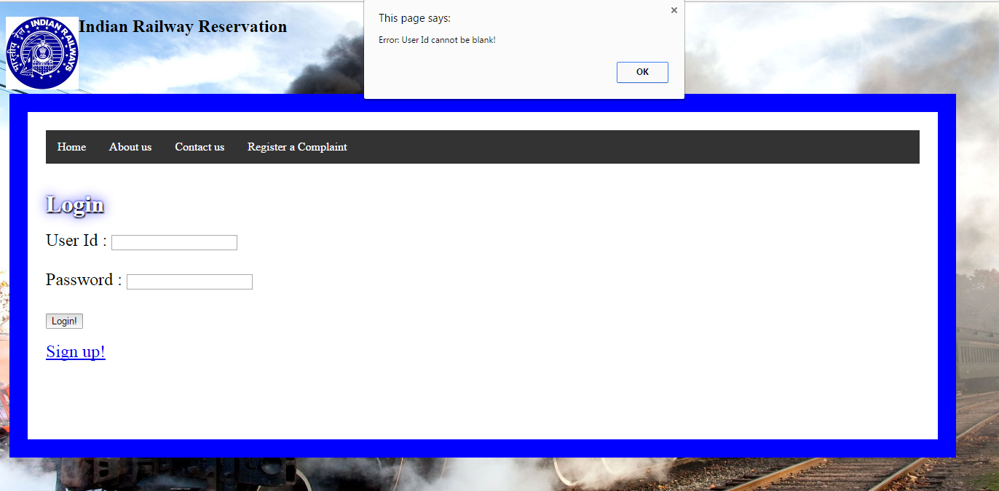 Indian Railway Reservation
INDIAN RAILWAYS
भारतीय रेल
This page says:
Error: User Id cannot be blank!
OK
Home About us Contact us Register a Complaint
Login
User Id :
Password :
Login!
Sign up!